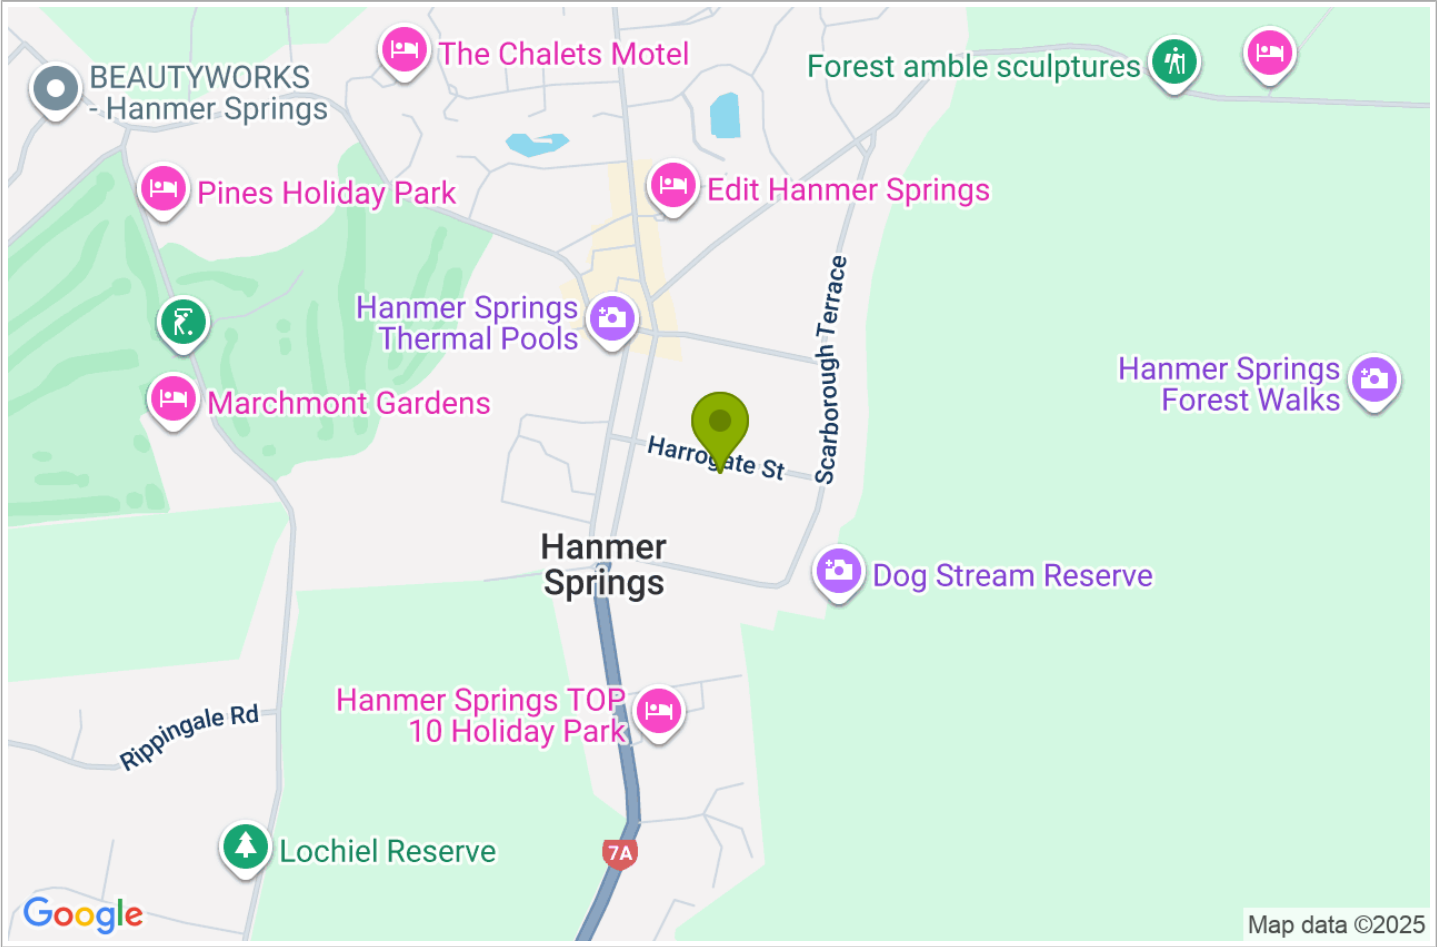 The Chalets Motel
Forest amble sculptures
BEAUTYWORKS
- Hanmer Springs
Pines Holiday Park
Edit Hanmer Springs
Hanmer Springs
Thermal Pools
Scarborough Terrace
Hanmer Springs
Forest Walks
Marchmont Gardens
Harrogate St
Hanmer
Springs
Dog Stream Reserve
Hanmer Springs TOP
10 Holiday Park
Rippingale Rd
Lochiel Reserve
7A
Google
Map data ©2025